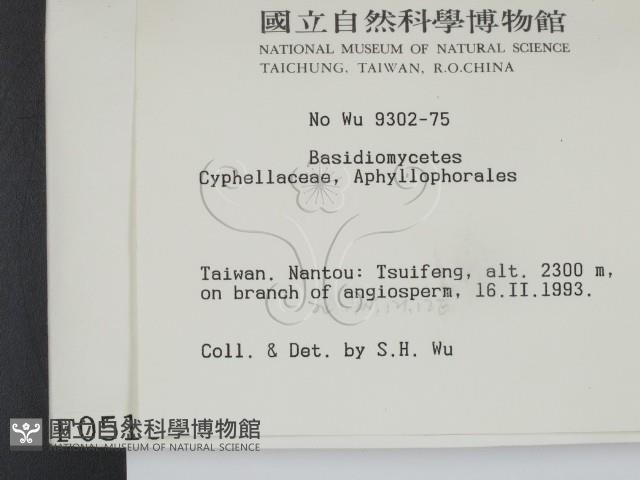 國立自然科學博物館
NATIONAL MUSEUM OF NATURAL SCIENCE
TAICHUNG, TAIWAN, R.O.CHINA
No Wu 9302-75
Basidiomycetes
Cyphellaceae, Aphyllophorales
Taiwan. Nantou: Tsuifeng, alt. 2300 m,
on branch of angiosperm, 16.II.1993.
Coll. & Det. by S.H. Wu
F051
國立自然科學博物館
NATIONAL MUSEUM OF NATURAL SCIENCE